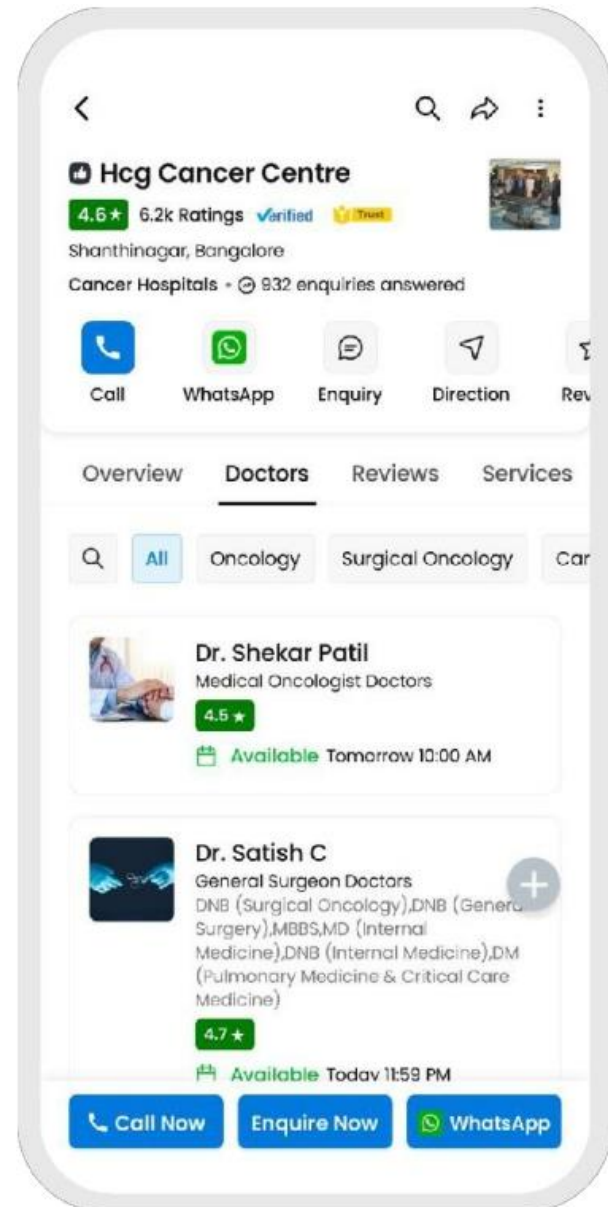 Hcg Cancer Centre
4.6★ 6.2k Ratings Verified Trust
Shanthinagar, Bangalore
Cancer Hospitals • 932 enquiries answered
Call WhatsApp Enquiry Direction Rev
Overview Doctors Reviews Services
All Oncology Surgical Oncology Car
Dr. Shekar Patil
Medical Oncologist Doctors
4.5 ★
Available Tomorrow 10:00 AM
Dr. Satish C
General Surgeon Doctors
DNB (Surgical Oncology),DNB (General
Surgery),MBBS,MD (Internal
Medicine),DNB (Internal Medicine),DM
(Pulmonary Medicine & Critical Care
Medicine)
4.7 ★
Available Today 11:59 PM
Call Now Enquire Now WhatsApp